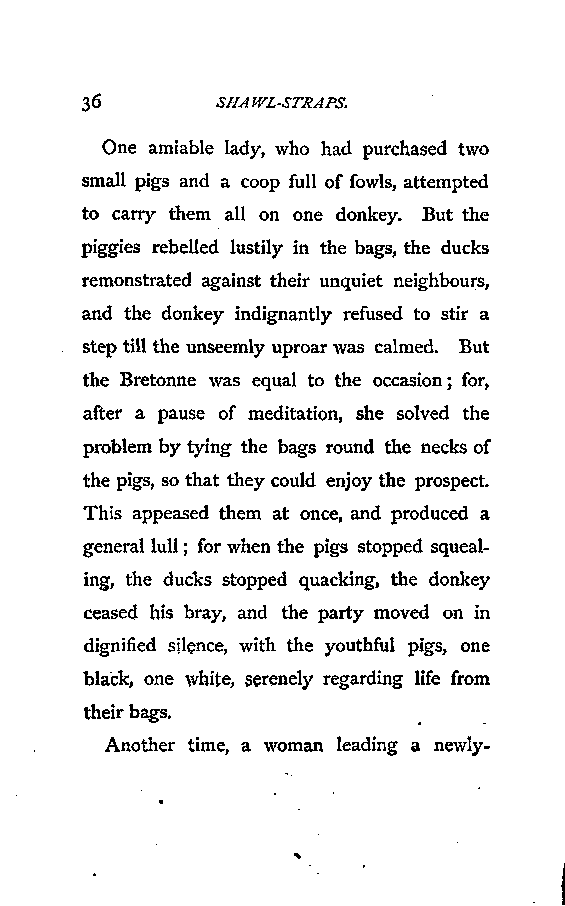 36 SHAWL-STRAPS.
One amiable lady, who had purchased two
small pigs and a coop full of fowls, attempted
to carry them all on one donkey. But the
piggies rebelled lustily in the bags, the ducks
remonstrated against their unquiet neighbours,
and the donkey indignantly refused to stir a
step till the unseemly uproar was calmed. But
the Bretonne was equal to the occasion; for,
after a pause of meditation, she solved the
problem by tying the bags round the necks of
the pigs, so that they could enjoy the prospect.
This appeased them at once, and produced a
general lull; for when the pigs stopped squeal-
ing, the ducks stopped quacking, the donkey
ceased his bray, and the party moved on in
dignified silence, with the youthful pigs, one
black, one white, serenely regarding life from
their bags.
Another time, a woman leading a newly-